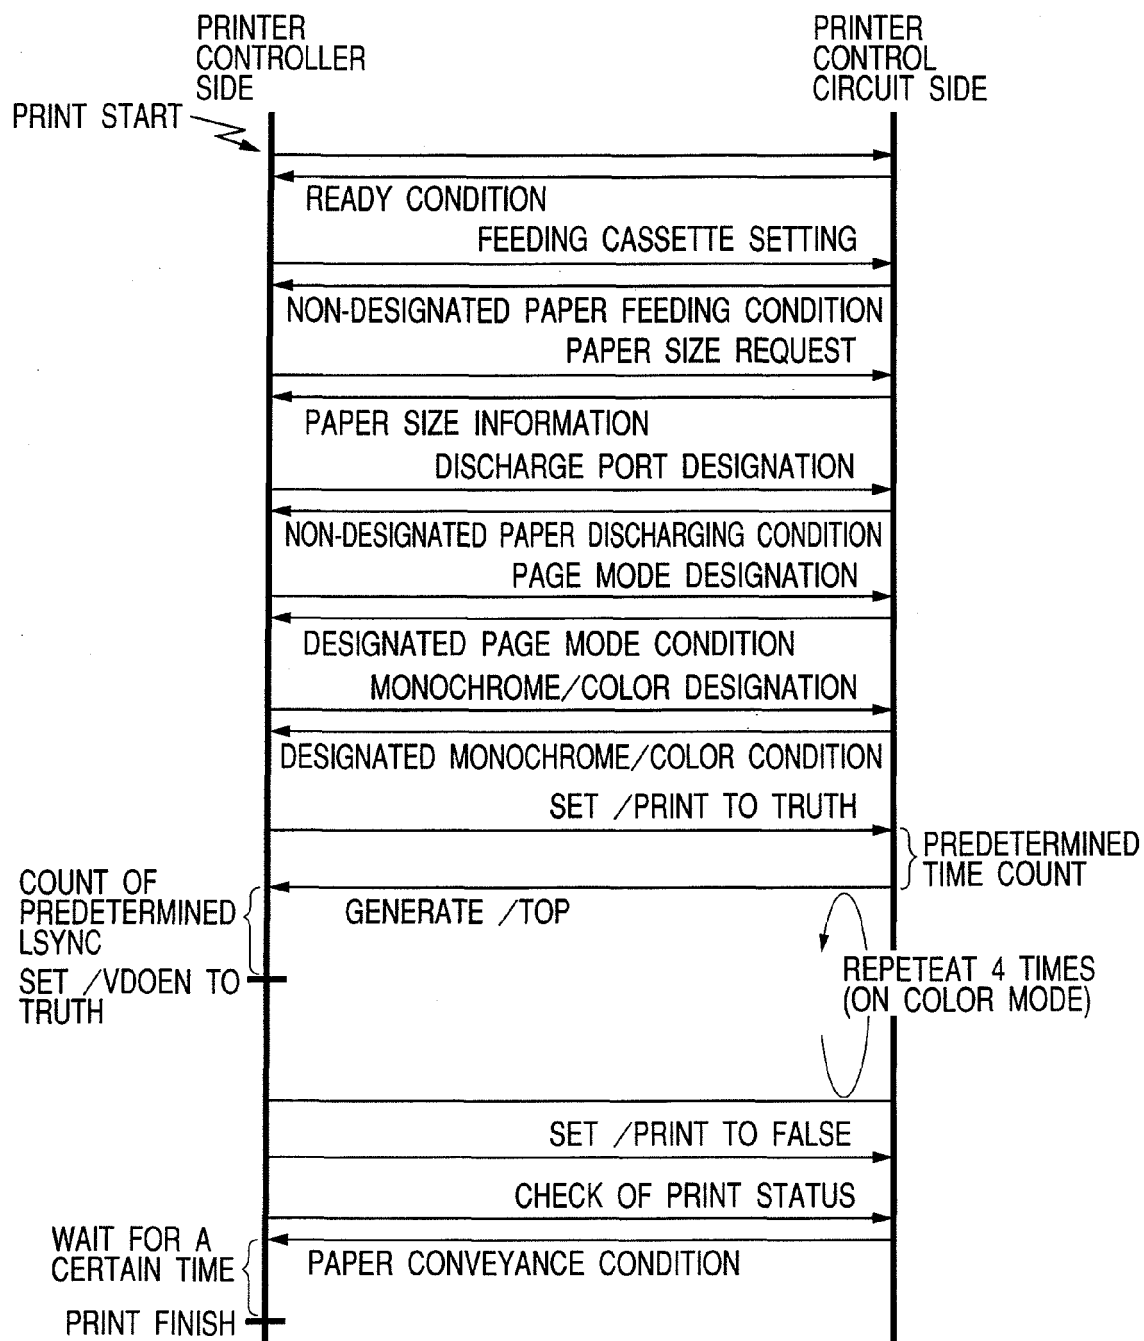 PRINTER
CONTROLLER
SIDE
PRINTER
CONTROL
CIRCUIT SIDE
PRINT START
READY CONDITION
FEEDING CASSETTE SETTING
NON-DESIGNATED PAPER FEEDING CONDITION
PAPER SIZE REQUEST
PAPER SIZE INFORMATION
DISCHARGE PORT DESIGNATION
NON-DESIGNATED PAPER DISCHARGING CONDITION
PAGE MODE DESIGNATION
DESIGNATED PAGE MODE CONDITION
MONOCHROME/COLOR DESIGNATION
DESIGNATED MONOCHROME/COLOR CONDITION
SET /PRINT TO TRUTH
PREDETERMINED
TIME COUNT
COUNT OF
PREDETERMINED
LSYNC
GENERATE /TOP
SET /VDOEN TO
TRUTH
REPETEAT 4 TIMES
(ON COLOR MODE)
SET /PRINT TO FALSE
CHECK OF PRINT STATUS
WAIT FOR A
CERTAIN TIME
PAPER CONVEYANCE CONDITION
PRINT FINISH